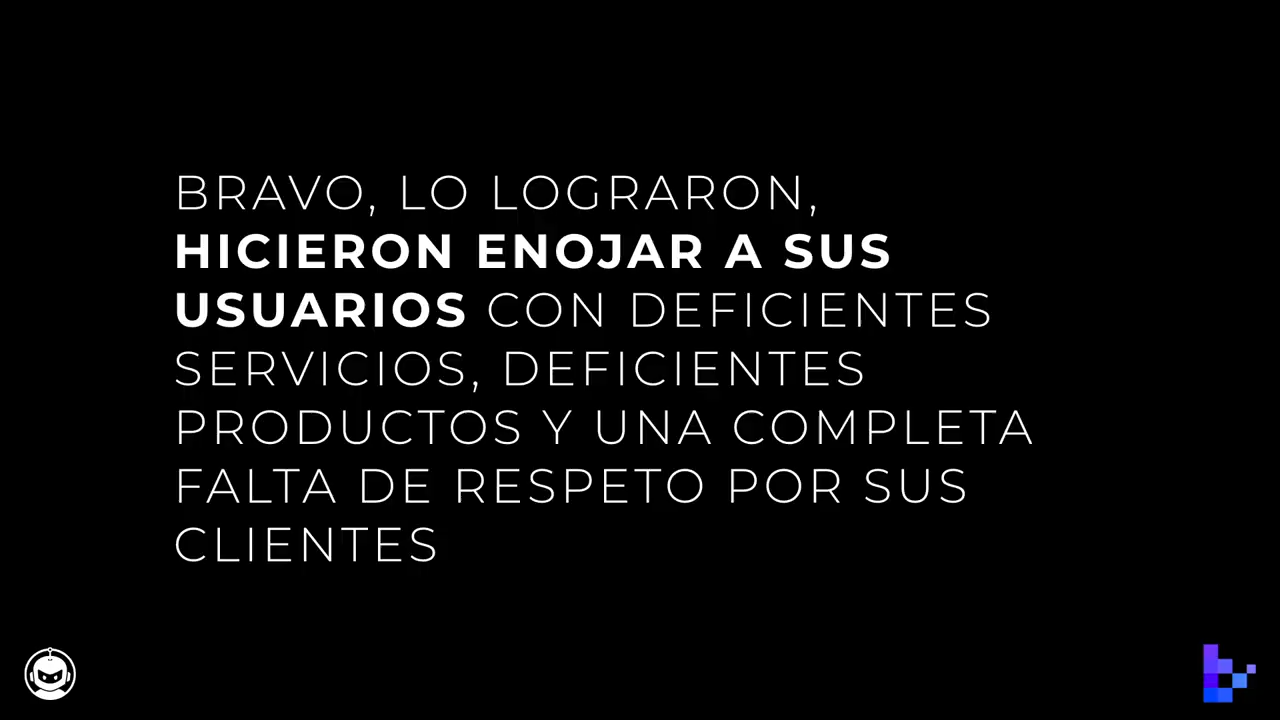 BRAVO, LO LOGRARON,
HICIERON ENOJAR A SUS
USUARIOS CON DEFICIENTES
SERVICIOS, DEFICIENTES
PRODUCTOS Y UNA COMPLETA
FALTA DE RESPETO POR SUS
CLIENTES